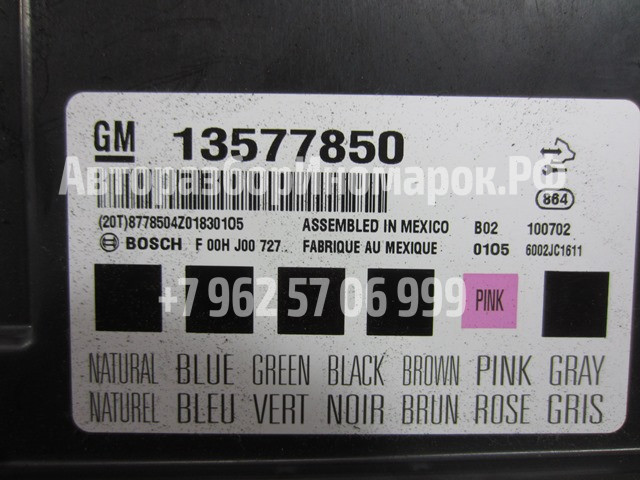 GM 13577850
АвторазборИномарок.РФ
864
(20T)8778504Z01830105 ASSEMBLED IN MEXICO B02 100702
BOSCH F 00H J00 727 FABRIQUE AU MEXIQUE 0105 6002JC1611
+7 962 57 06 999
PINK
NATURAL BLUE GREEN BLACK BROWN PINK GRAY
NATUREL BLEU VERT NOIR BRUN ROSE GRIS